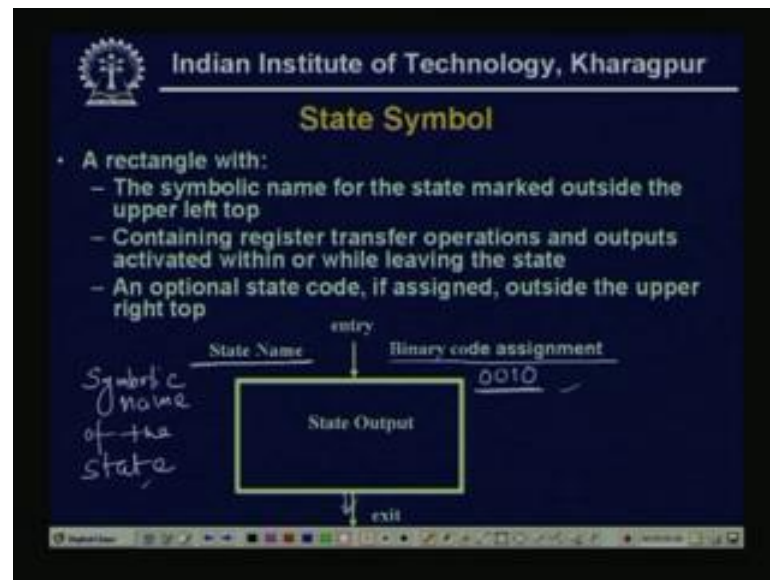 Indian Institute of Technology, Kharagpur
State Symbol
• A rectangle with:
– The symbolic name for the state marked outside the
upper left top
– Containing register transfer operations and outputs
activated within or while leaving the state
– An optional state code, if assigned, outside the upper
right top
entry
State Name
Binary code assignment
Symbolic
name
of the
state
0010
State Output
exit